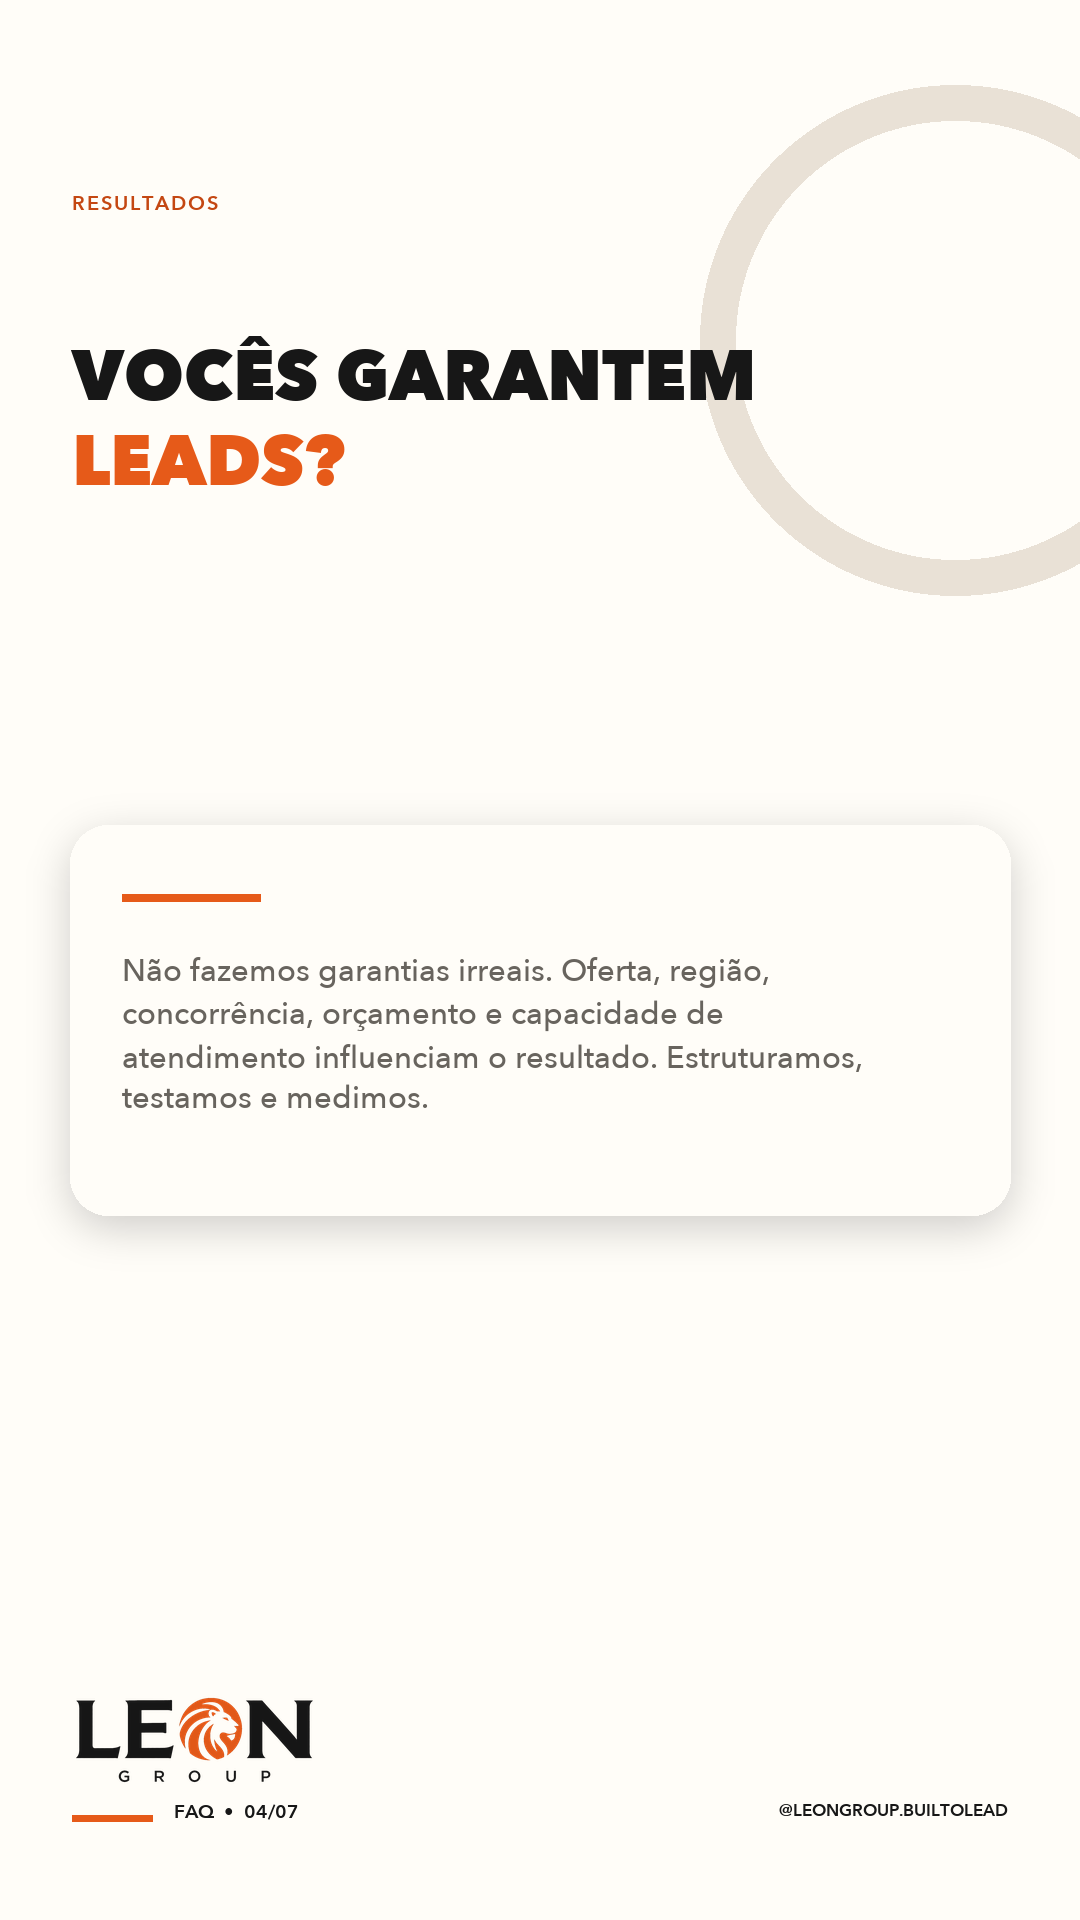 RESULTADOS
VOCÊS GARANTEM
LEADS?
Não fazemos garantias irreais. Oferta, região,
concorrência, orçamento e capacidade de
atendimento influenciam o resultado. Estruturamos,
testamos e medimos.
LEON
GROUP
FAQ • 04/07
@LEONGROUP.BUILTOLEAD